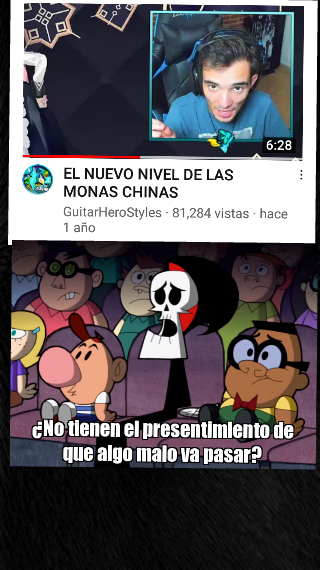 6:28
EL NUEVO NIVEL DE LAS
MONAS CHINAS
GuitarHeroStyles · 81,284 vistas · hace
1 año
¿No tienen el presentimiento de
que algo malo va pasar?